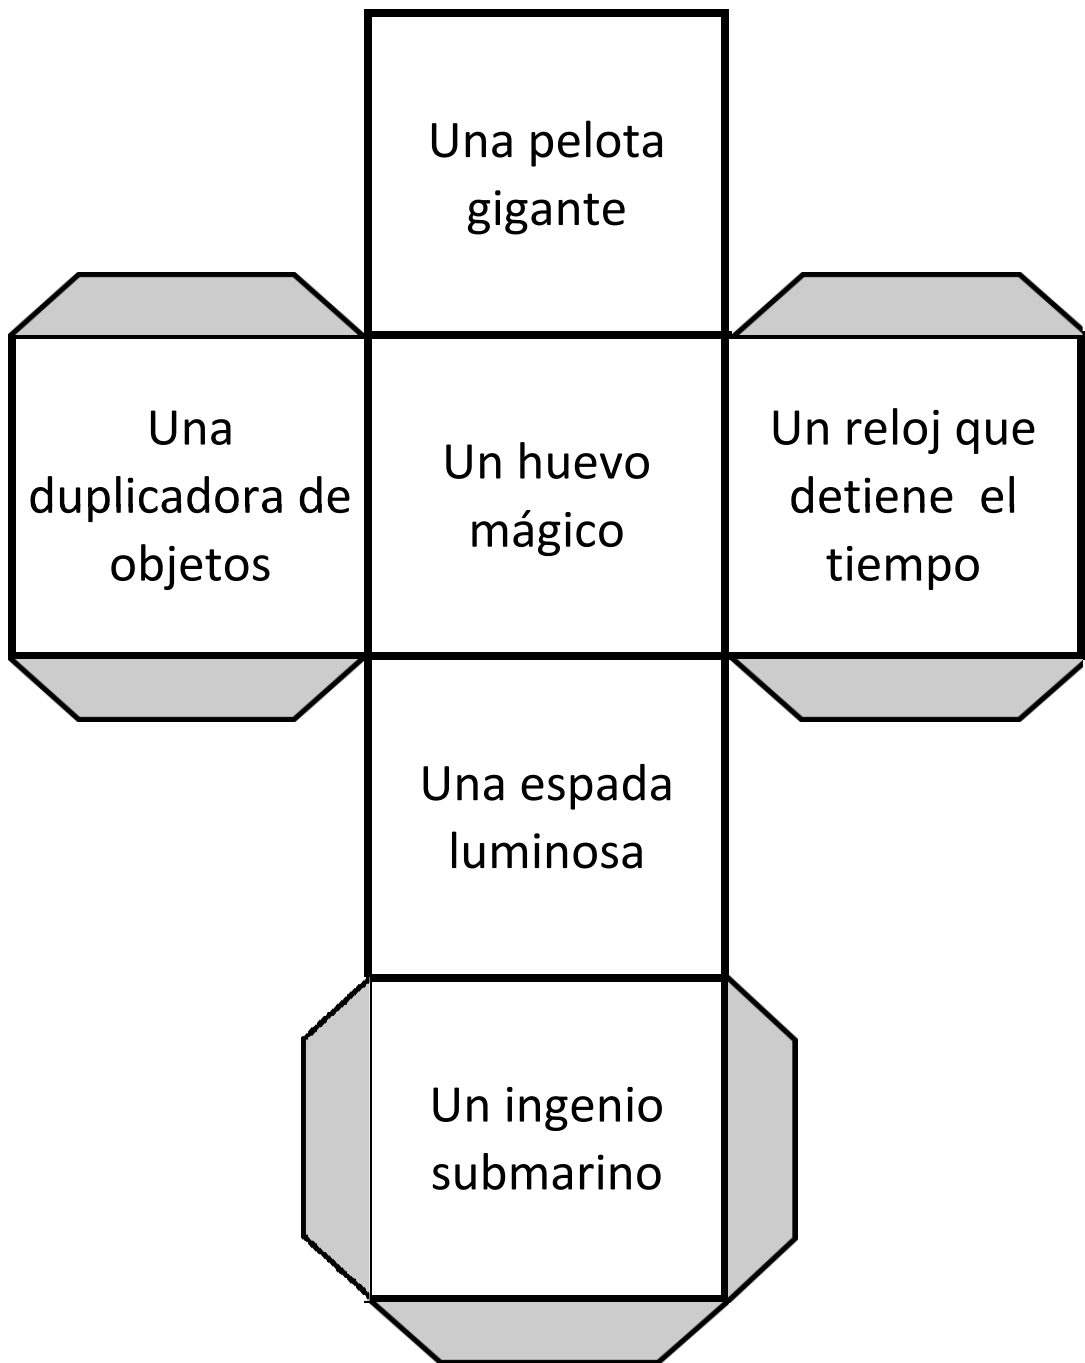 Una pelota
gigante
Una
duplicadora de
objetos
Un huevo
mágico
Un reloj que
detiene  el
tiempo
Una espada
luminosa
Un ingenio
submarino